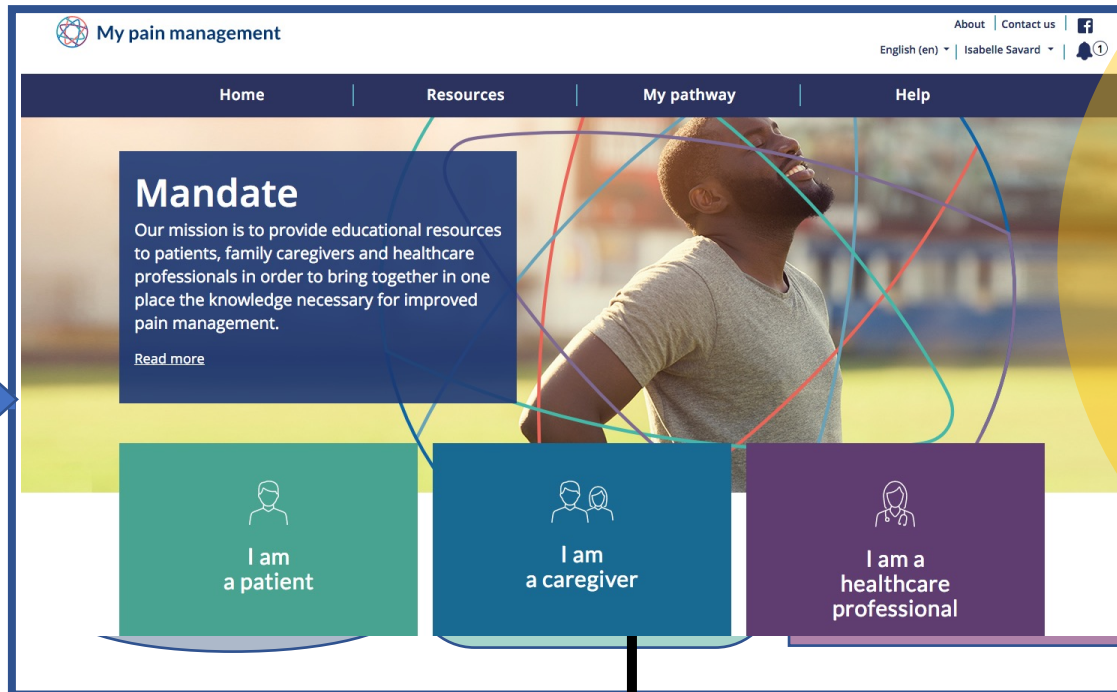 My pain management
About | Contact us |
English (en) | Isabelle Savard | 1
Home | Resources | My pathway | Help
Mandate
Our mission is to provide educational resources
to patients, family caregivers and healthcare
professionals in order to bring together in one
place the knowledge necessary for improved
pain management.
Read more
I am
a patient
I am
a caregiver
I am a
healthcare
professional